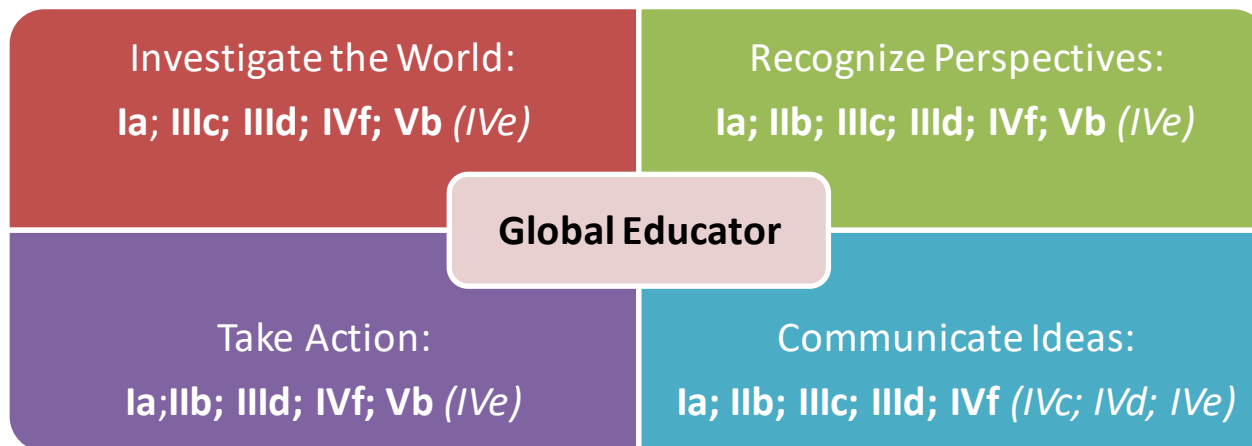 Investigate the World:
Ia; IIIc; IIId; IVf; Vb (IVe)
Recognize Perspectives:
Ia; IIb; IIIc; IIId; IVf; Vb (IVe)
Global Educator
Take Action:
Ia;IIb; IIId; IVf; Vb (IVe)
Communicate Ideas:
Ia; IIb; IIIc; IIId; IVf (IVc; IVd; IVe)